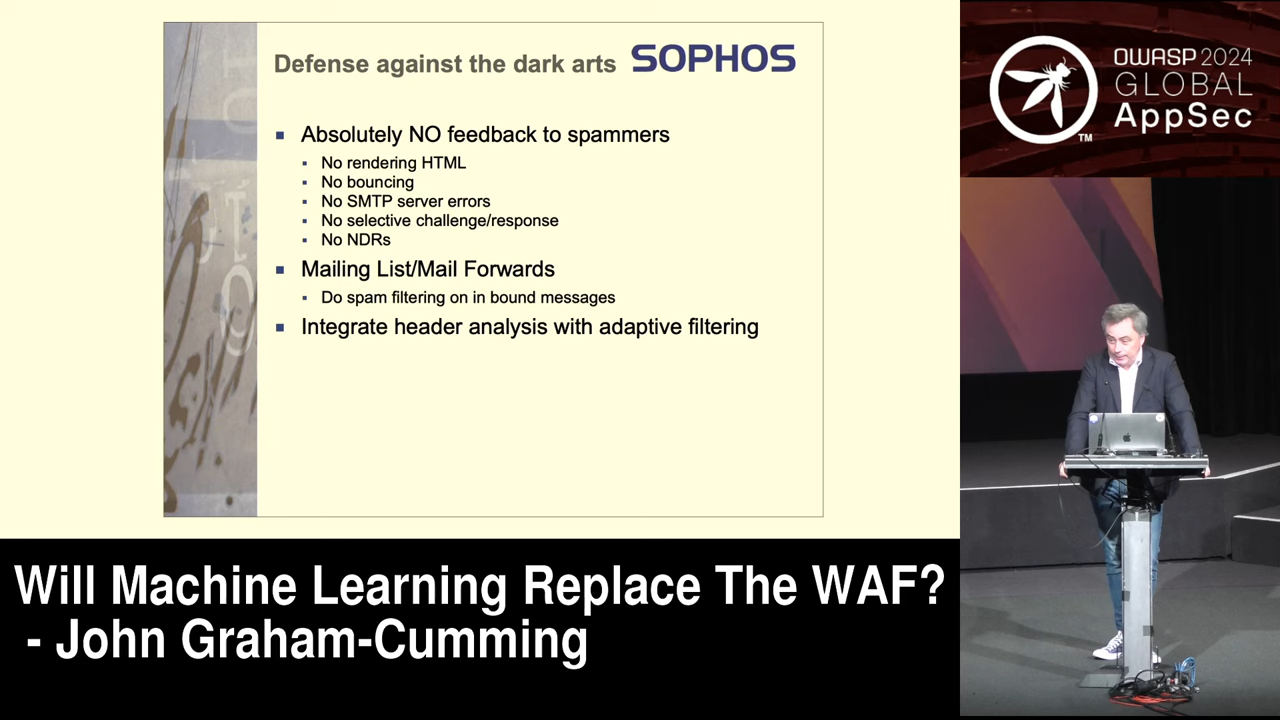 Defense against the dark arts SOPHOS
Absolutely NO feedback to spammers
No rendering HTML
No bouncing
No SMTP server errors
No selective challenge/response
No NDRs
Mailing List/Mail Forwards
Do spam filtering on in bound messages
Integrate header analysis with adaptive filtering
OWASP 2024
GLOBAL
AppSec
TM
Will Machine Learning Replace The WAF?
- John Graham-Cumming